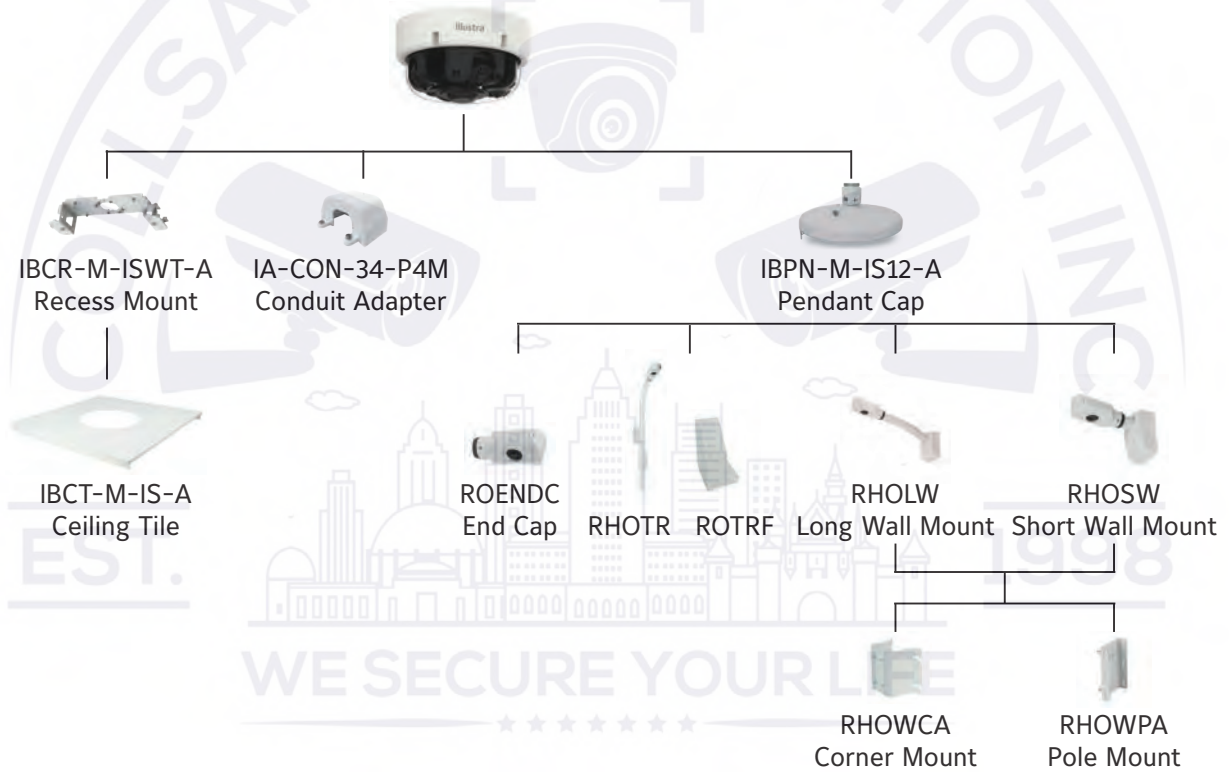 illustra
IBCR-M-ISWT-A
Recess Mount
IA-CON-34-P4M
Conduit Adapter
IBPN-M-IS12-A
Pendant Cap
IBCT-M-IS-A
Ceiling Tile
ROENDC
End Cap
RHOTR
ROTRF
RHOLW
Long Wall Mount
RHOSW
Short Wall Mount
EST.
1998
WE SECURE YOUR LIFE
RHOWCA
Corner Mount
RHOWPA
Pole Mount